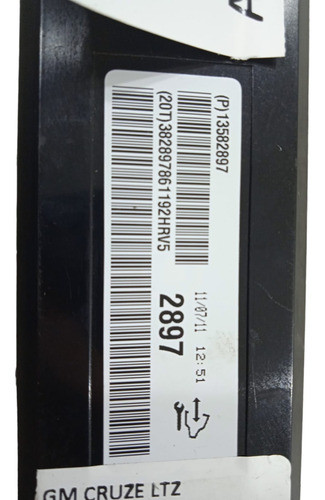 A
(P)13582897
(20T)382897861192HRV5
2897
11/07/11 12:51
GM CRUZE LTZ